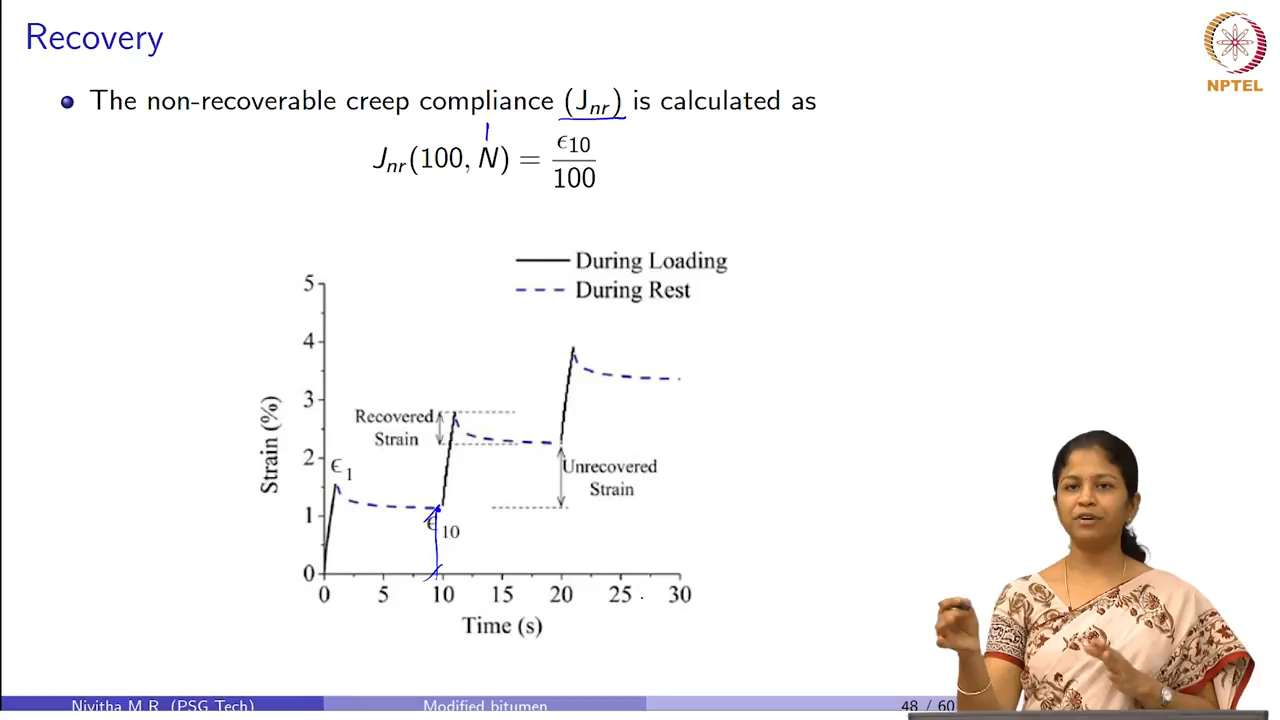 Recovery
NPTEL
The non-recoverable creep compliance (Jnr) is calculated as
Jnr(100, N) = ϵ10/100
During Loading
During Rest
5
4
3
2
1
0
Strain (%)
Recovered
Strain
Unrecovered
Strain
ϵ1
ϵ10
0 5 10 15 20 25 30
Time (s)
Nivitha M.R. (PSG Tech)
Modified bitumen
48 / 60